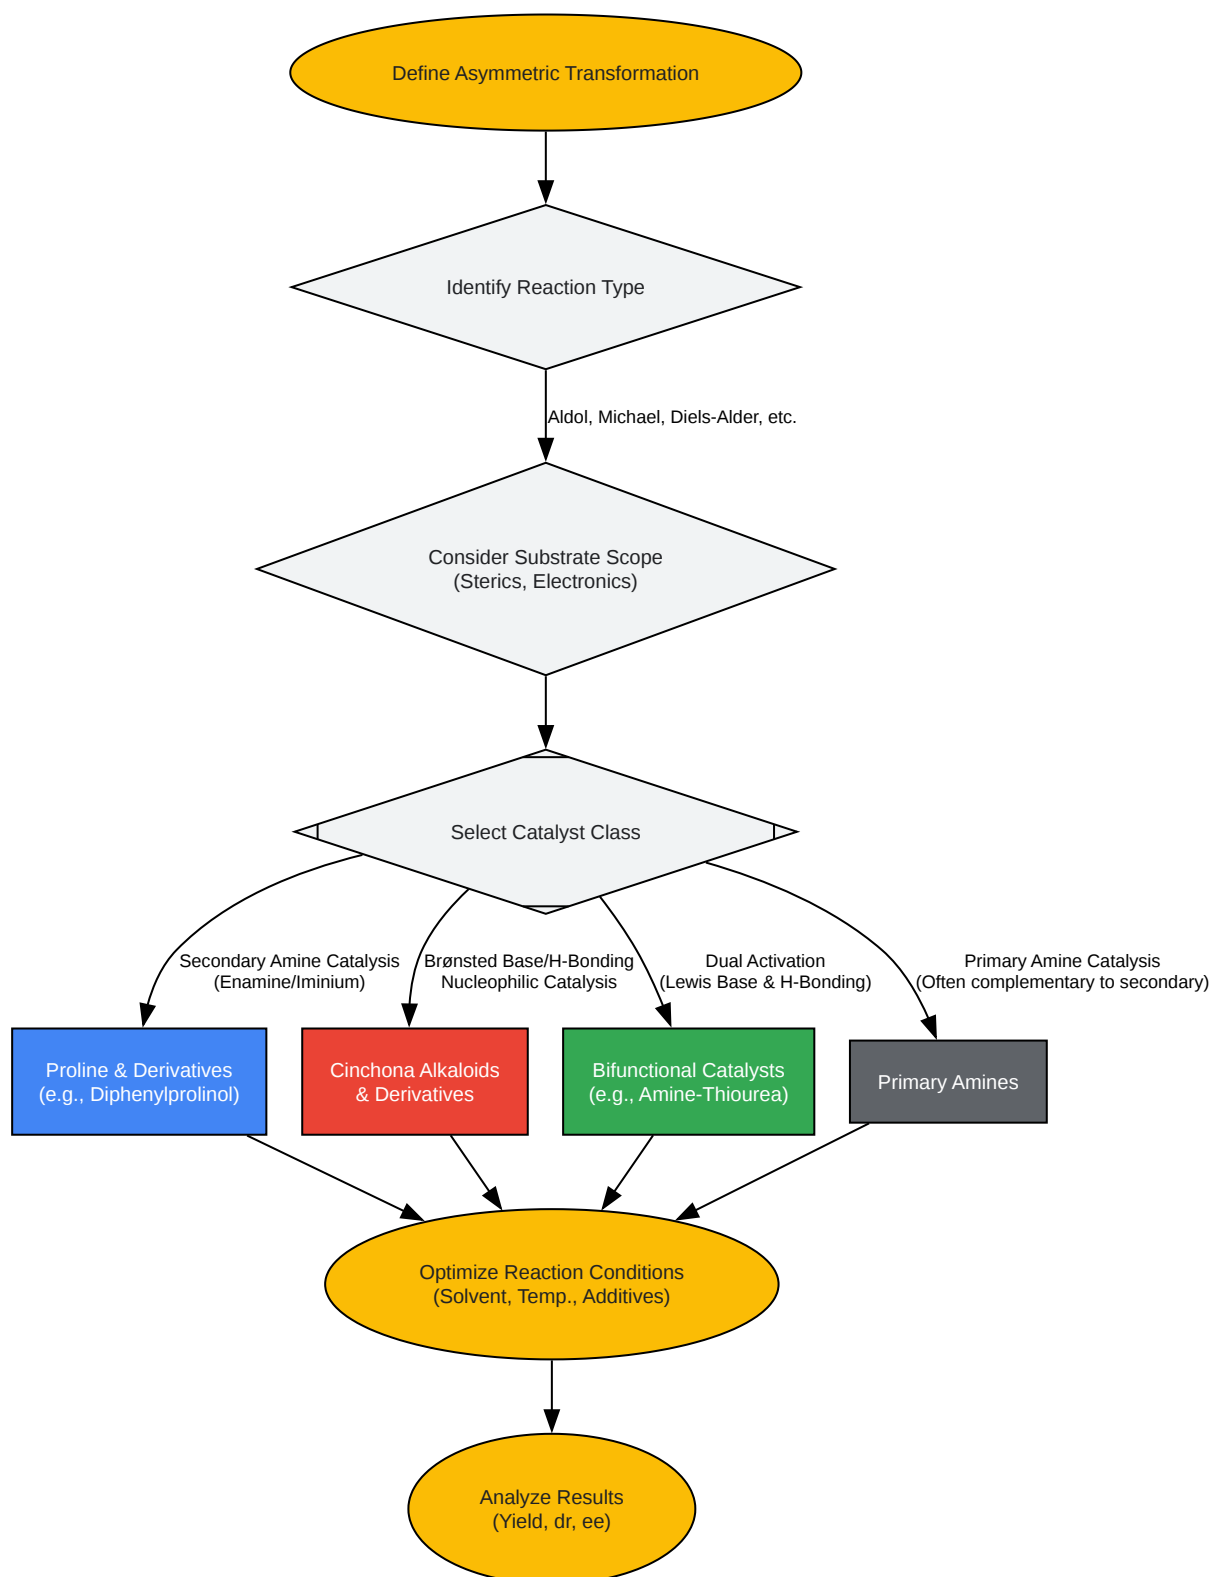 Define Asymmetric Transformation
Identify Reaction Type
Aldol, Michael, Diels-Alder, etc.
Consider Substrate Scope
(Sterics, Electronics)
Select Catalyst Class
Secondary Amine Catalysis
(Enamine/Iminium)
Brønsted Base/H-Bonding
Nucleophilic Catalysis
Dual Activation
(Lewis Base & H-Bonding)
Primary Amine Catalysis
(Often complementary to secondary)
Proline & Derivatives
(e.g., Diphenylprolinol)
Cinchona Alkaloids
& Derivatives
Bifunctional Catalysts
(e.g., Amine-Thiourea)
Primary Amines
Optimize Reaction Conditions
(Solvent, Temp., Additives)
Analyze Results
(Yield, dr, ee)